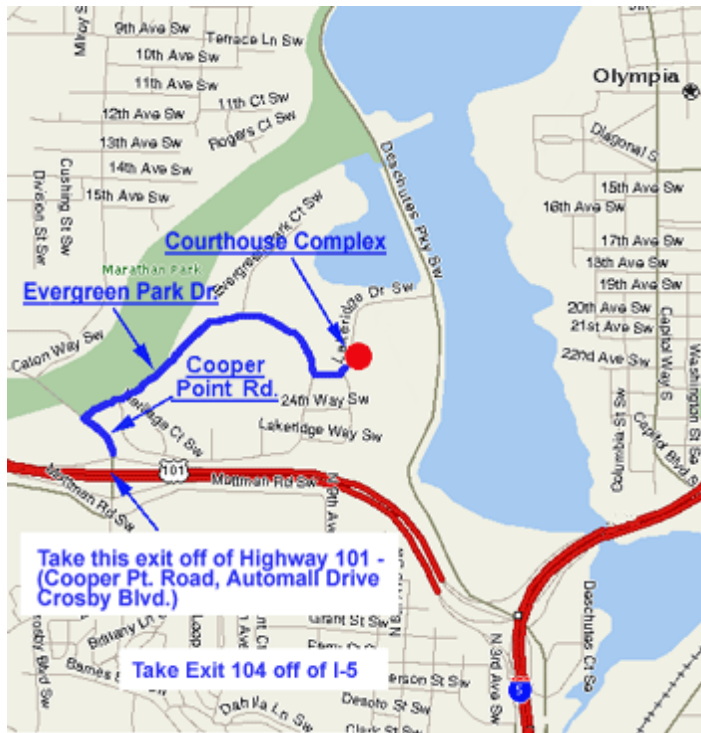 9th Ave Sw
Terrace Ln Sw
10th Ave Sw
11th Ave Sw
11th Ct Sw
12th Ave Sw
Rogers Ct Sw
13th Ave Sw
14th Ave Sw
15th Ave Sw
Cushing St Sw
Division St Sw
Olympia
Diagonal S
15th Ave Sw
16th Ave Sw
17th Ave Sw
18th Ave Sw
19th Ave Sw
20th Ave Sw
21st Ave Sw
22nd Ave Sw
Capitol Way S
Washington St Se
Columbia St Sw
Capitol Blvd S
Deschutes Pky Sw
Evergreen Park Ct Sw
Courthouse Complex
Marathan Park
Evergreen Park Dr.
Lakeridge Dr Sw
Caton Way Sw
Cooper
Point Rd.
24th Way Sw
Lakeridge Way Sw
101
Mottman Rd Sw
Mottman Rd Sw
Take this exit off of Highway 101 -
(Cooper Pt. Road, Automall Drive
Crosby Blvd.)
Grant St Sw
Deschutes Ct Se
N 3rd Ave Sw
Crosby Blvd Sw
Brittany Ln
Loop
Barnes
Take Exit 104 off of I-5
5
Desoto St Sw
Dahlia Ln Sw
Clark St Sw